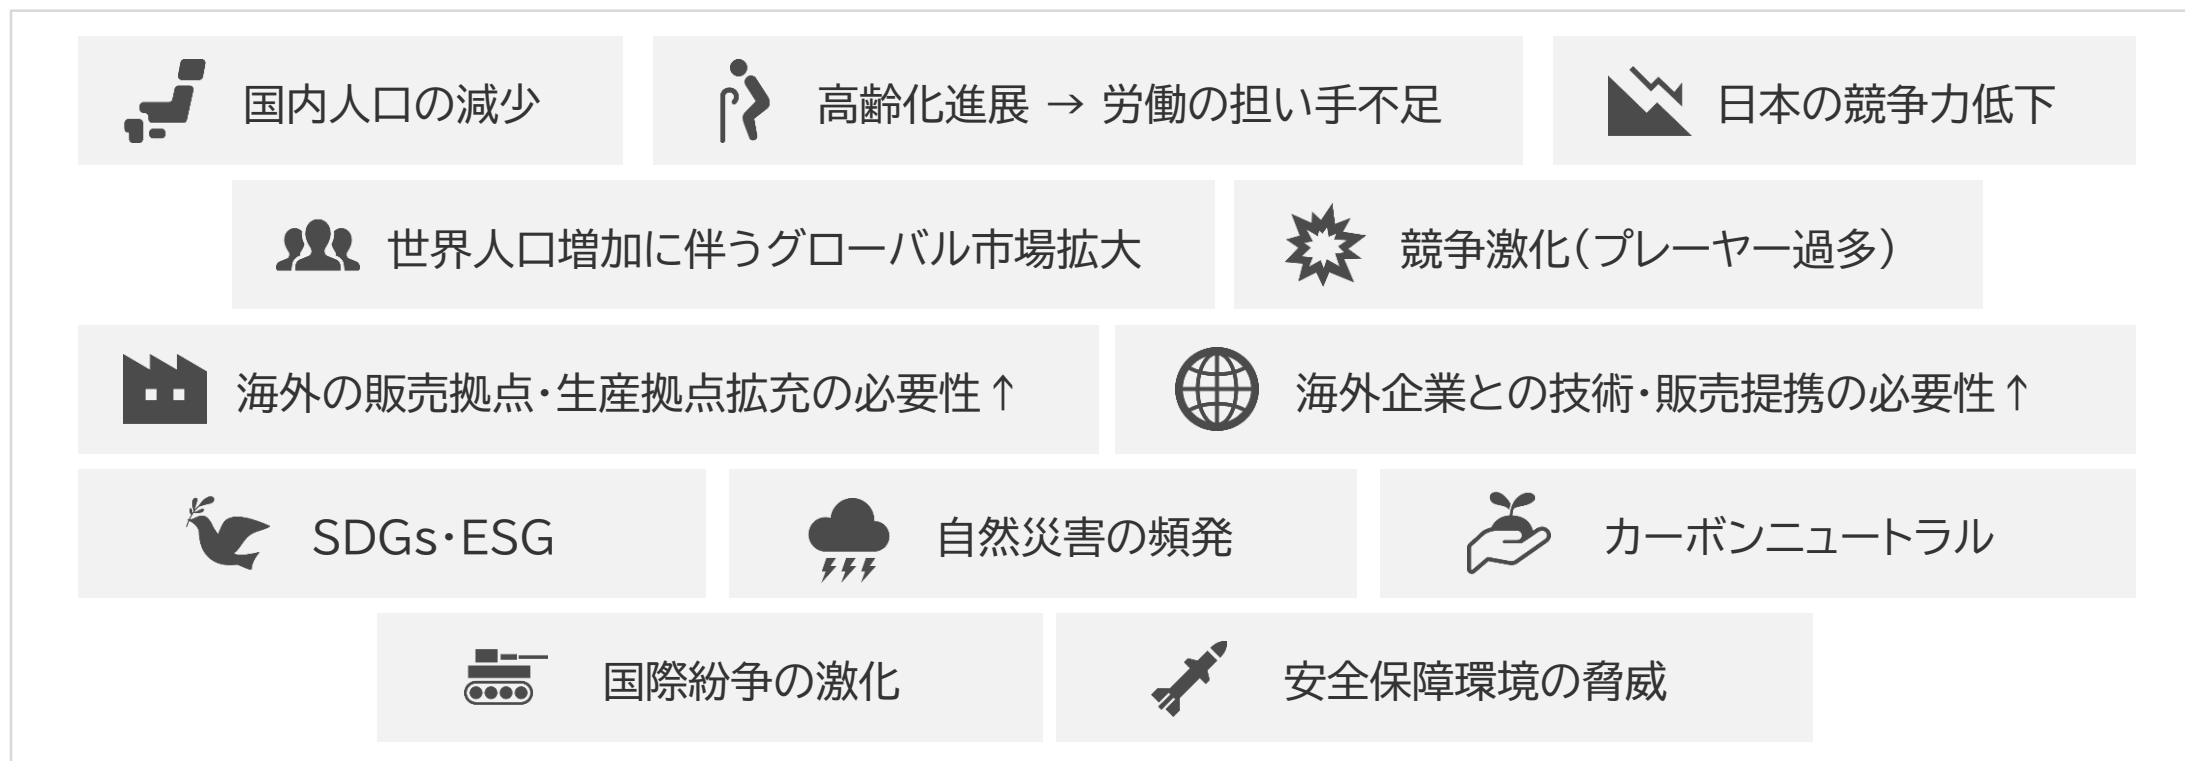 国内人口の減少
高齢化進展 → 労働の担い手不足
日本の競争力低下
世界人口増加に伴うグローバル市場拡大
競争激化(プレーヤー過多)
海外の販売拠点・生産拠点拡充の必要性↑
海外企業との技術・販売提携の必要性↑
SDGs・ESG
自然災害の頻発
カーボンニュートラル
国際紛争の激化
安全保障環境の脅威